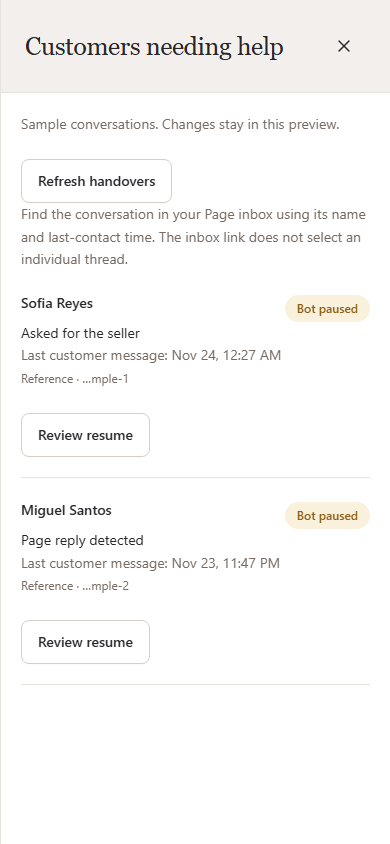 Customers needing help
Sample conversations. Changes stay in this preview.
Refresh handovers
Find the conversation in your Page inbox using its name
and last-contact time. The inbox link does not select an
individual thread.
Sofia Reyes
Bot paused
Asked for the seller
Last customer message: Nov 24, 12:27 AM
Reference · ...mple-1
Review resume
Miguel Santos
Bot paused
Page reply detected
Last customer message: Nov 23, 11:47 PM
Reference · ...mple-2
Review resume